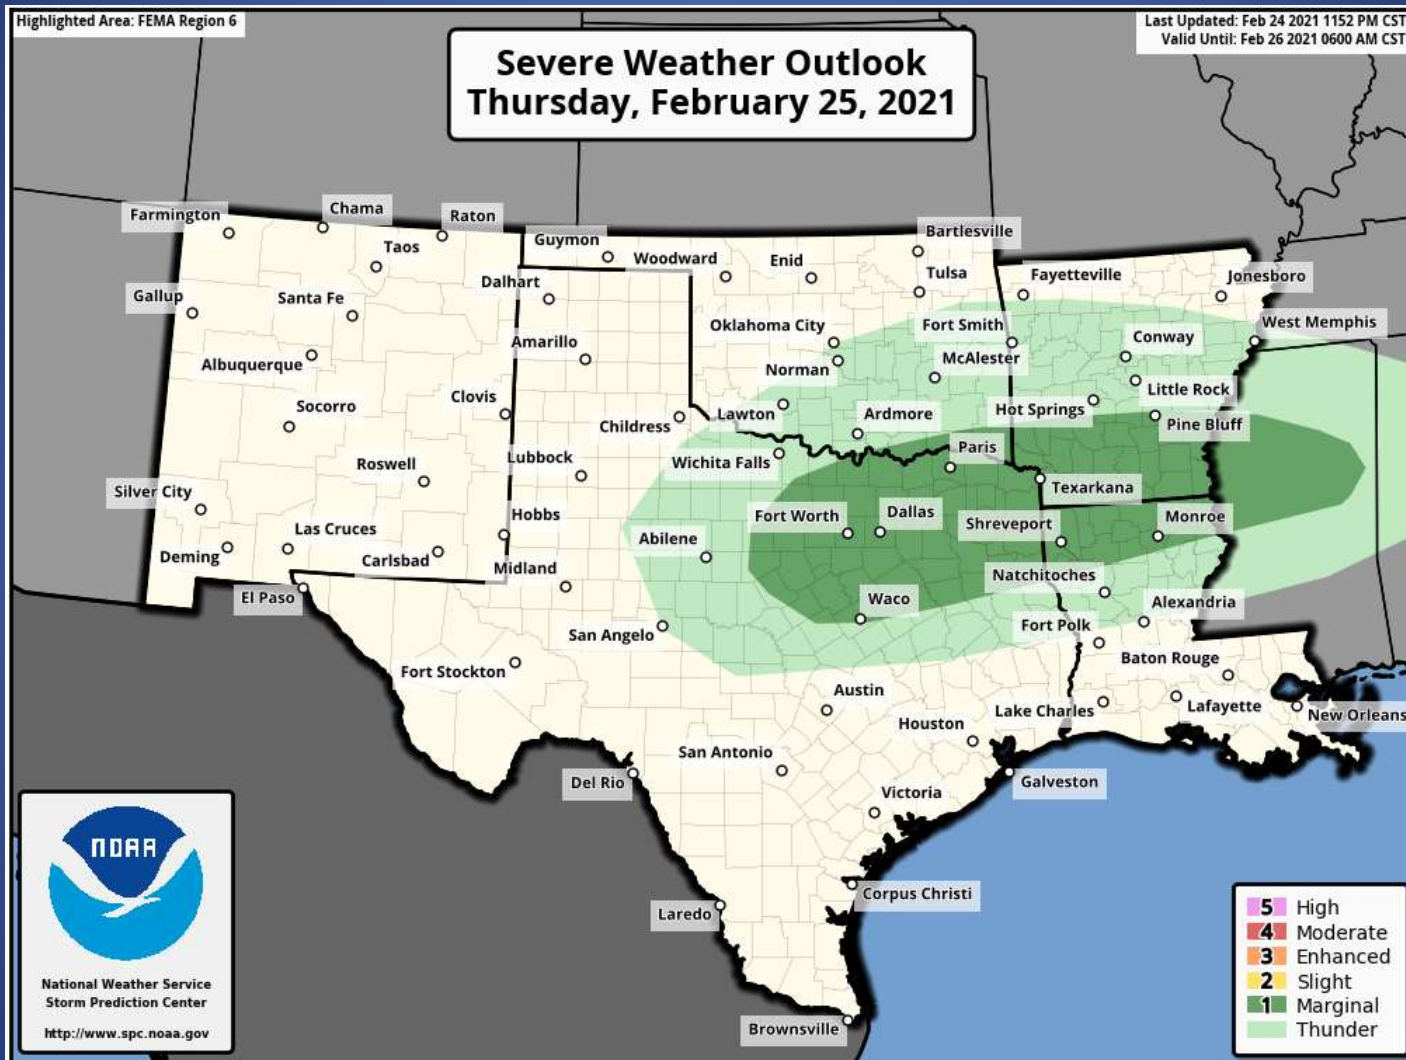 Highlighted Area: FEMA Region 6
Last Updated: Feb 24 2021 1152 PM CST
Valid Until: Feb 26 2021 0600 AM CST
Severe Weather Outlook
Thursday, February 25, 2021
Farmington
Chama
Raton
Taos
Guymon
Woodward
Enid
Bartlesville
Gallup
Santa Fe
Dalhart
Tulsa
Fayetteville
Jonesboro
Albuquerque
Amarillo
Oklahoma City
Fort Smith
Conway
West Memphis
Norman
McAlester
Socorro
Clovis
Childress
Lawton
Ardmore
Hot Springs
Little Rock
Pine Bluff
Roswell
Lubbock
Wichita Falls
Paris
Texarkana
Silver City
Las Cruces
Hobbs
Abilene
Fort Worth
Dallas
Shreveport
Monroe
Deming
Carlsbad
Midland
Natchitoches
El Paso
San Angelo
Waco
Fort Polk
Alexandria
Fort Stockton
Austin
Baton Rouge
Houston
Lake Charles
Lafayette
New Orleans
San Antonio
Del Rio
Galveston
Victoria
Corpus Christi
Laredo
Brownsville
NOAA
National Weather Service
Storm Prediction Center
http://www.spc.noaa.gov
5 High
4 Moderate
3 Enhanced
2 Slight
1 Marginal
Thunder